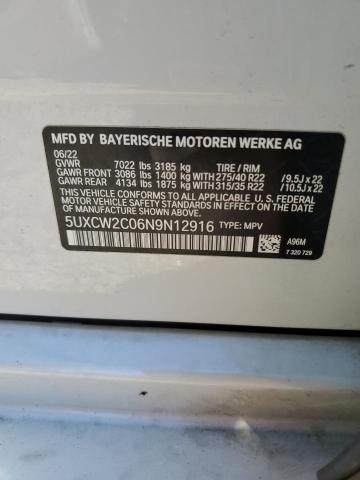 MFD BY BAYERISCHE MOTOREN WERKE AG
06/22
GVWR 7022 lbs 3185 kg TIRE / RIM
GAWR FRONT 3086 lbs 1400 kg WITH 275/40 R22 / 9.5J x 22
GAWR REAR 4134 lbs 1875 kg WITH 315/35 R22 / 10.5J x 22
THIS VEHICLE CONFORMS TO ALL APPLICABLE U. S. FEDERAL
MOTOR VEHICLE SAFETY STANDARDS IN EFFECT
ON THE DATE OF MANUFACTURE SHOWN ABOVE.
5UXCW2C06N9N12916 TYPE: MPV
A96M
7 320 729